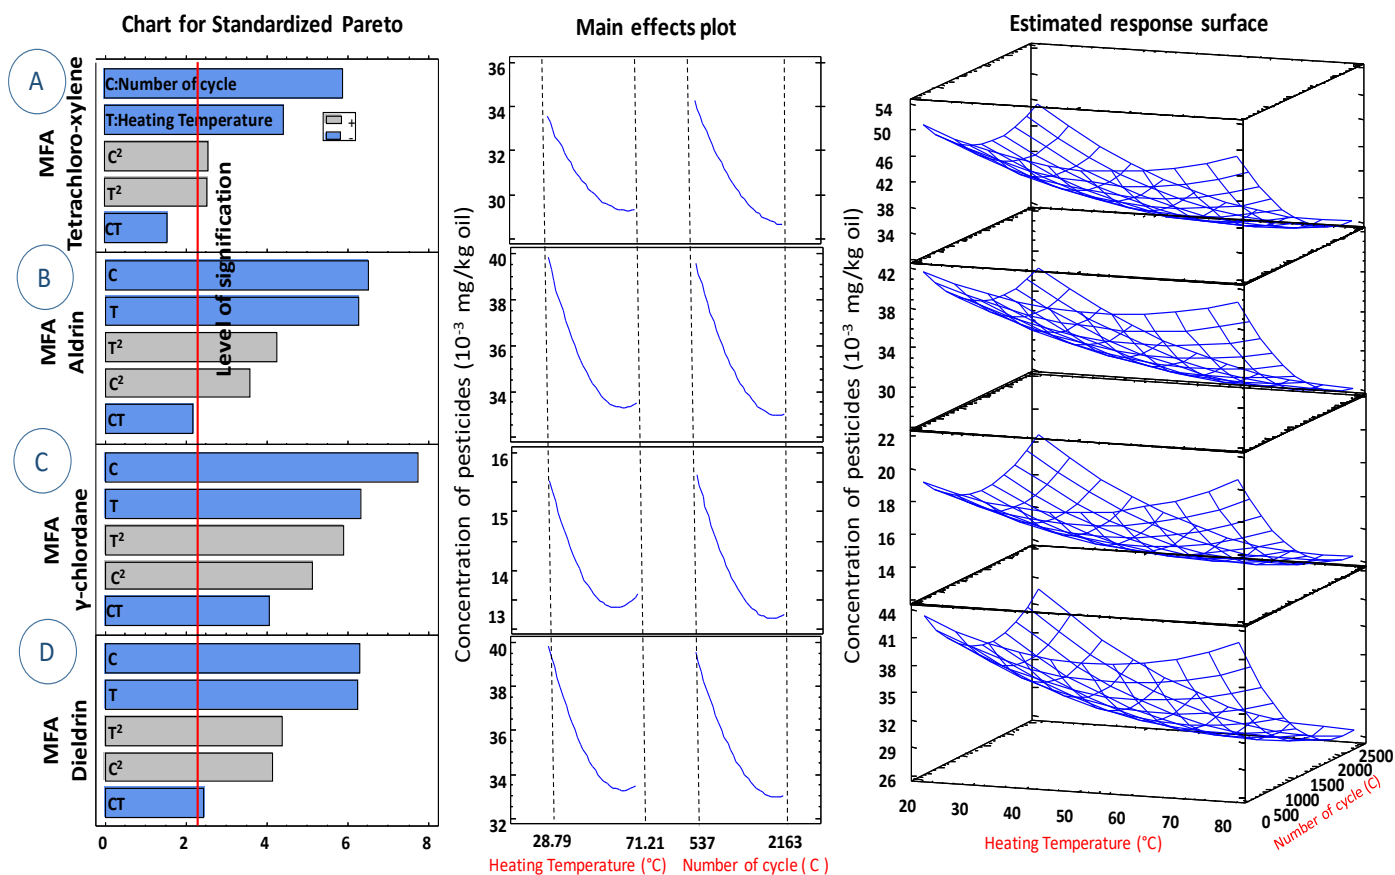 Chart for Standardized Pareto
Main effects plot
Estimated response surface
A
MFA
Tetrachloro-xylene
C:Number of cycle
T:Heating Temperature
C²
T²
CT
+
-
Level of signification
B
MFA
Aldrin
C
T
T²
C²
CT
C
MFA
γ-chlordane
C
T
T²
C²
CT
D
MFA
Dieldrin
C
T
T²
C²
CT
0 2 4 6 8
Concentration of pesticides (10⁻³ mg/kg oil)
36
34
32
30
40
38
36
34
16
15
14
13
40
38
36
34
32
28.79 71.21 537 2163
Heating Temperature (°C) Number of cycle ( C )
Concentration of pesticides (10⁻³ mg/kg oil)
54
50
46
42
38
34
42
38
34
30
22
20
18
16
14
44
41
38
35
32
29
26
20 30 40 50 60 70 80
0 500 1000 1500 2000 2500
Heating Temperature (°C)
Number of cycle (C)